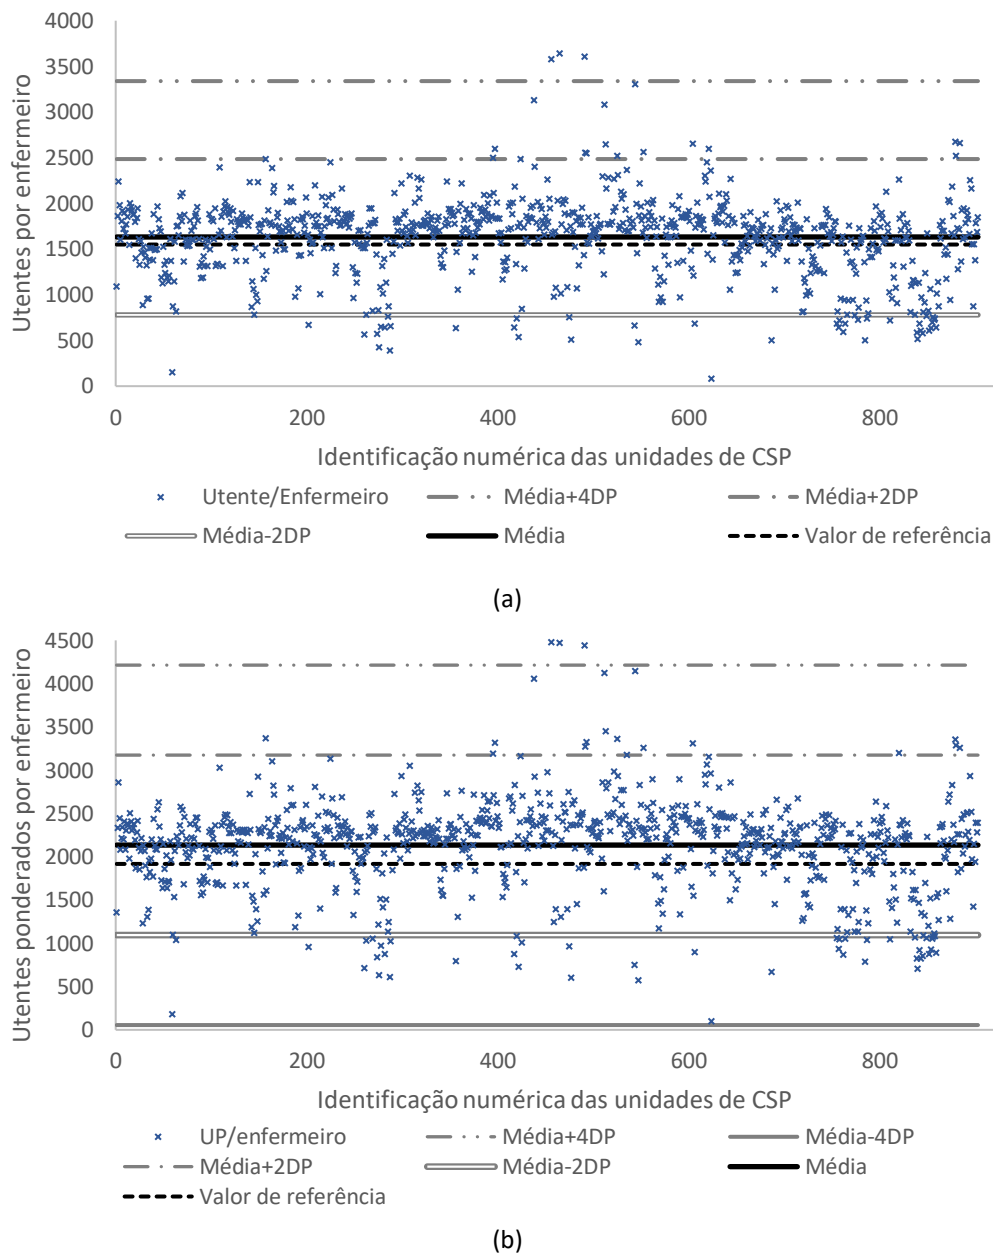 4000
3500
3000
2500
2000
1500
1000
500
0
Utentes por enfermeiro
0 200 400 600 800
Identificação numérica das unidades de CSP
Utente/Enfermeiro Média+4DP Média+2DP
Média-2DP Média Valor de referência
(a)
4500
4000
3500
3000
2500
2000
1500
1000
500
0
Utentes ponderados por enfermeiro
0 200 400 600 800
Identificação numérica das unidades de CSP
UP/enfermeiro Média+4DP Média-4DP
Média+2DP Média-2DP Média
Valor de referência
(b)